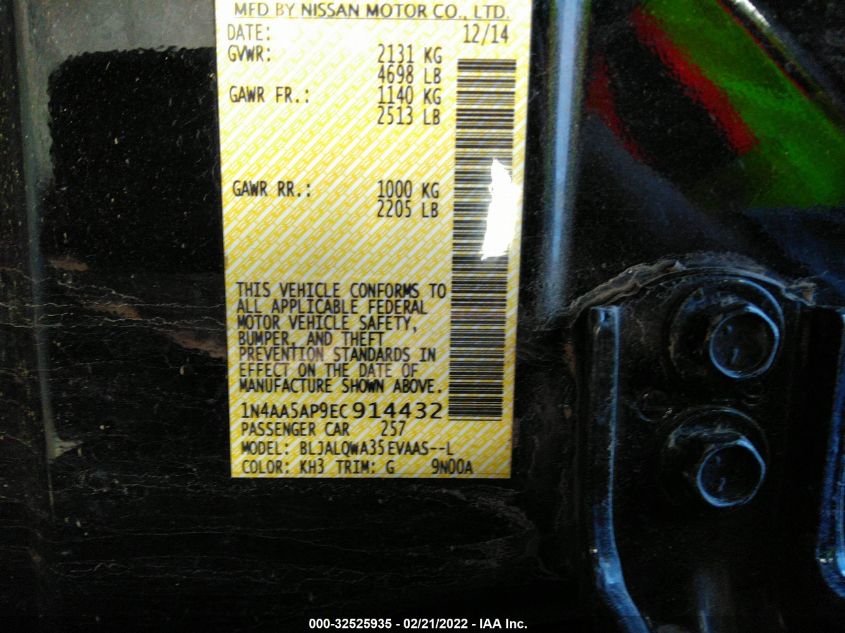 MFD BY NISSAN MOTOR CO., LTD.
DATE: 12/14
GVWR: 2131 KG
4698 LB
GAWR FR.: 1140 KG
2513 LB
GAWR RR.: 1000 KG
2205 LB
THIS VEHICLE CONFORMS TO
ALL APPLICABLE FEDERAL
MOTOR VEHICLE SAFETY,
BUMPER, AND THEFT
PREVENTION STANDARDS IN
EFFECT ON THE DATE OF
MANUFACTURE SHOWN ABOVE.
1N4AA5AP9EC914432
PASSENGER CAR 257
MODEL: BLJALQWA35EVAAS--L
COLOR: KH3 TRIM: G 9N00A
000-32525935 - 02/21/2022 - IAA Inc.